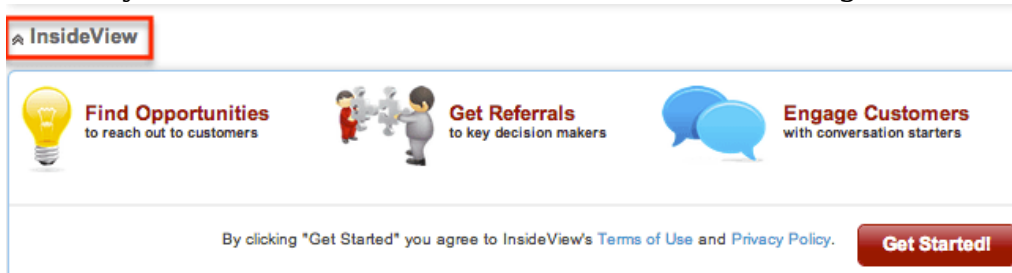 InsideView
Find Opportunities
to reach out to customers
Get Referrals
to key decision makers
Engage Customers
with conversation starters
By clicking "Get Started" you agree to InsideView's Terms of Use and Privacy Policy.
Get Started!